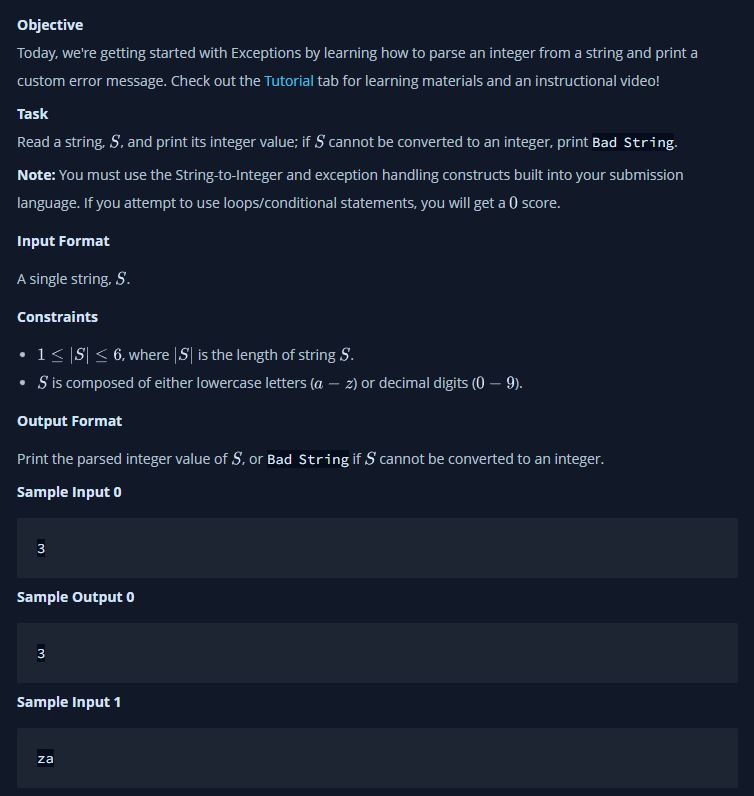 Objective
Today, we're getting started with Exceptions by learning how to parse an integer from a string and print a
custom error message. Check out the Tutorial tab for learning materials and an instructional video!
Task
Read a string, S, and print its integer value; if S cannot be converted to an integer, print Bad String.
Note: You must use the String-to-Integer and exception handling constructs built into your submission
language. If you attempt to use loops/conditional statements, you will get a 0 score.
Input Format
A single string, S.
Constraints
• 1 ≤ |S| ≤ 6, where |S| is the length of string S.
• S is composed of either lowercase letters (a − z) or decimal digits (0 − 9).
Output Format
Print the parsed integer value of S, or Bad String if S cannot be converted to an integer.
Sample Input 0
3
Sample Output 0
3
Sample Input 1
za